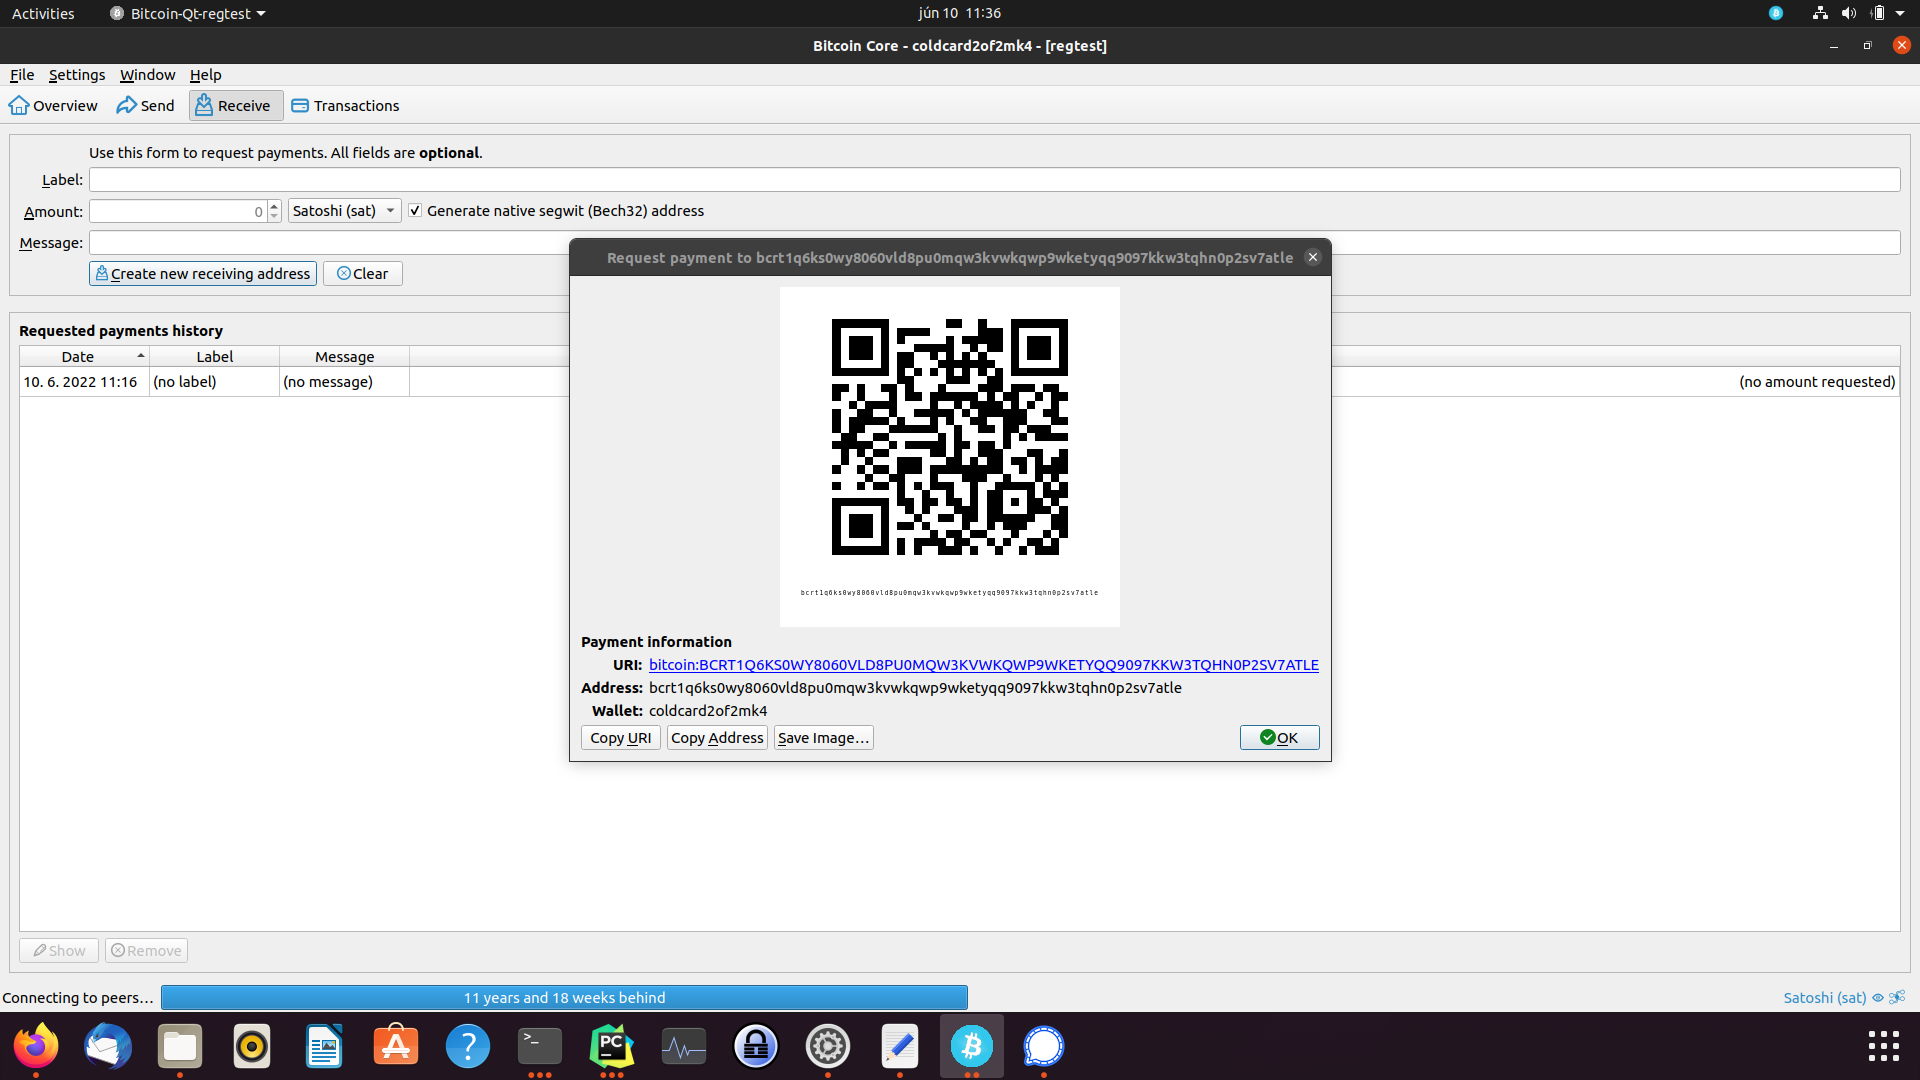 Activities
Bitcoin-Qt-regtest
jún 10 11:36
Bitcoin Core - coldcard2of2mk4 - [regtest]
File Settings Window Help
Overview Send Receive Transactions
Use this form to request payments. All fields are optional.
Label:
Amount: 0 Satoshi (sat) Generate native segwit (Bech32) address
Message:
Create new receiving address Clear
Requested payments history
Date Label Message
10. 6. 2022 11:16 (no label) (no message) (no amount requested)
Request payment to bcrt1q6ks0wy8060vld8pu0mqw3kvwkqwp9wketyqq9097kkw3tqhn0p2sv7atle
bcrt1q6ks0wy8060vld8pu0mqw3kvwkqwp9wketyqq9097kkw3tqhn0p2sv7atle
Payment information
URI: bitcoin:BCRT1Q6KS0WY8060VLD8PU0MQW3KVWKQWP9WKETYQQ9097KKW3TQHN0P2SV7ATLE
Address: bcrt1q6ks0wy8060vld8pu0mqw3kvwkqwp9wketyqq9097kkw3tqhn0p2sv7atle
Wallet: coldcard2of2mk4
Copy URI Copy Address Save Image... OK
Show Remove
Connecting to peers... 11 years and 18 weeks behind Satoshi (sat)
>_ PC